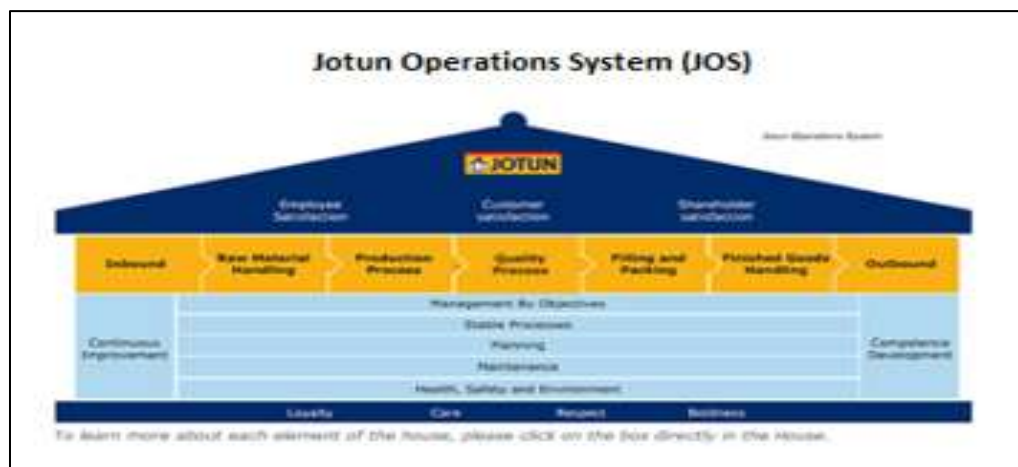 Jotun Operations System (JOS)
Jotun Operations System
JOTUN
Employee Satisfaction
Customer satisfaction
Shareholder satisfaction
Inbound
Raw Material Handling
Production Process
Quality Process
Filling and Packing
Finished Goods Handling
Outbound
Management By Objectives
Stable Processes
Planning
Maintenance
Health, Safety and Environment
Continuous Improvement
Competence Development
Loyalty Care Respect Boldness
To learn more about each element of the house, please click on the box directly in the House.